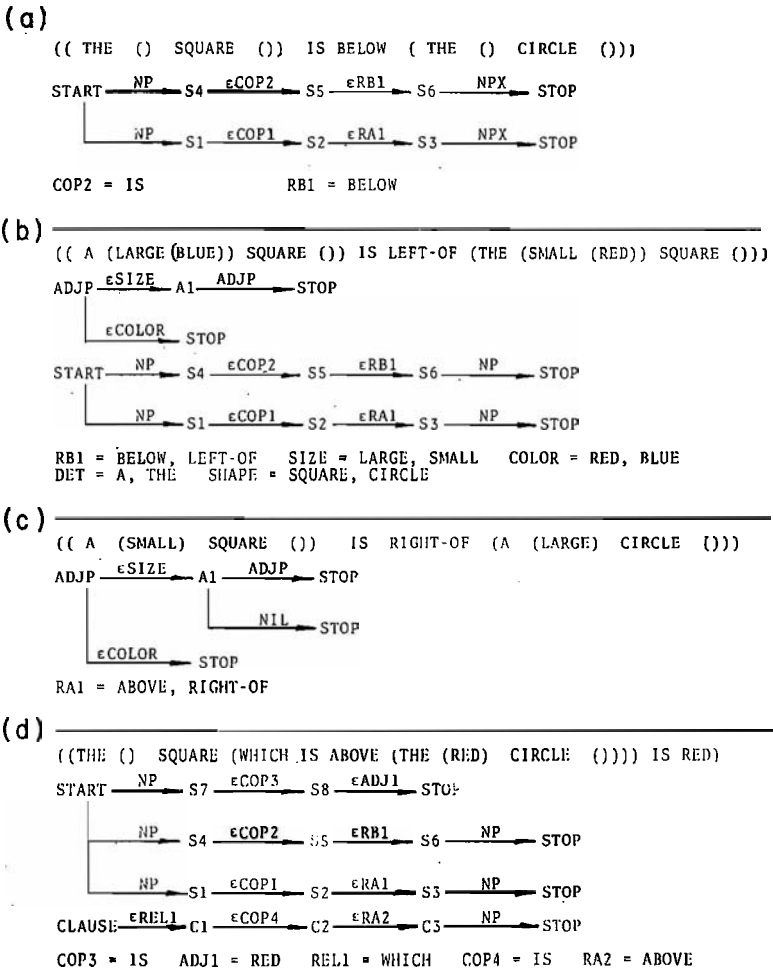 (a)
(( THE () SQUARE ()) IS BELOW ( THE () CIRCLE ()))
NP εCOP2 εRB1 NPX
START S4 S5 S6 STOP
NP εCOP1 εRA1 NPX
S1 S2 S3 STOP
COP2 = IS RB1 = BELOW
(b)
(( A (LARGE (BLUE)) SQUARE ()) IS LEFT-OF (THE (SMALL (RED)) SQUARE ()))
εSIZE ADJP
ADJP A1 STOP
εCOLOR
STOP
NP εCOP2 εRB1 NP
START S4 S5 S6 STOP
NP εCOP1 εRA1 NP
S1 S2 S3 STOP
RB1 = BELOW, LEFT-OF SIZE = LARGE, SMALL COLOR = RED, BLUE
DET = A, THE SHAPE = SQUARE, CIRCLE
(c)
(( A (SMALL) SQUARE ()) IS RIGHT-OF (A (LARGE) CIRCLE ()))
εSIZE ADJP
ADJP A1 STOP
NIL
STOP
εCOLOR
STOP
RA1 = ABOVE, RIGHT-OF
(d)
((THE () SQUARE (WHICH IS ABOVE (THE (RED) CIRCLE ()))) IS RED)
NP εCOP3 εADJ1
START S7 S8 STOP
NP εCOP2 εRB1 NP
S4 S5 S6 STOP
NP εCOP1 εRA1 NP
S1 S2 S3 STOP
εREL1 εCOP4 εRA2 NP
CLAUSE C1 C2 C3 STOP
COP3 = IS ADJ1 = RED REL1 = WHICH COP4 = IS RA2 = ABOVE